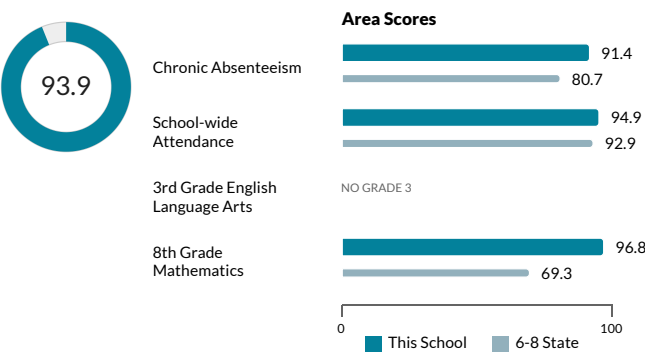 Area Scores
93.9
Chronic Absenteeism
91.4
80.7
School-wide
Attendance
94.9
92.9
3rd Grade English
Language Arts
NO GRADE 3
8th Grade
Mathematics
96.8
69.3
0 100
This School 6-8 State